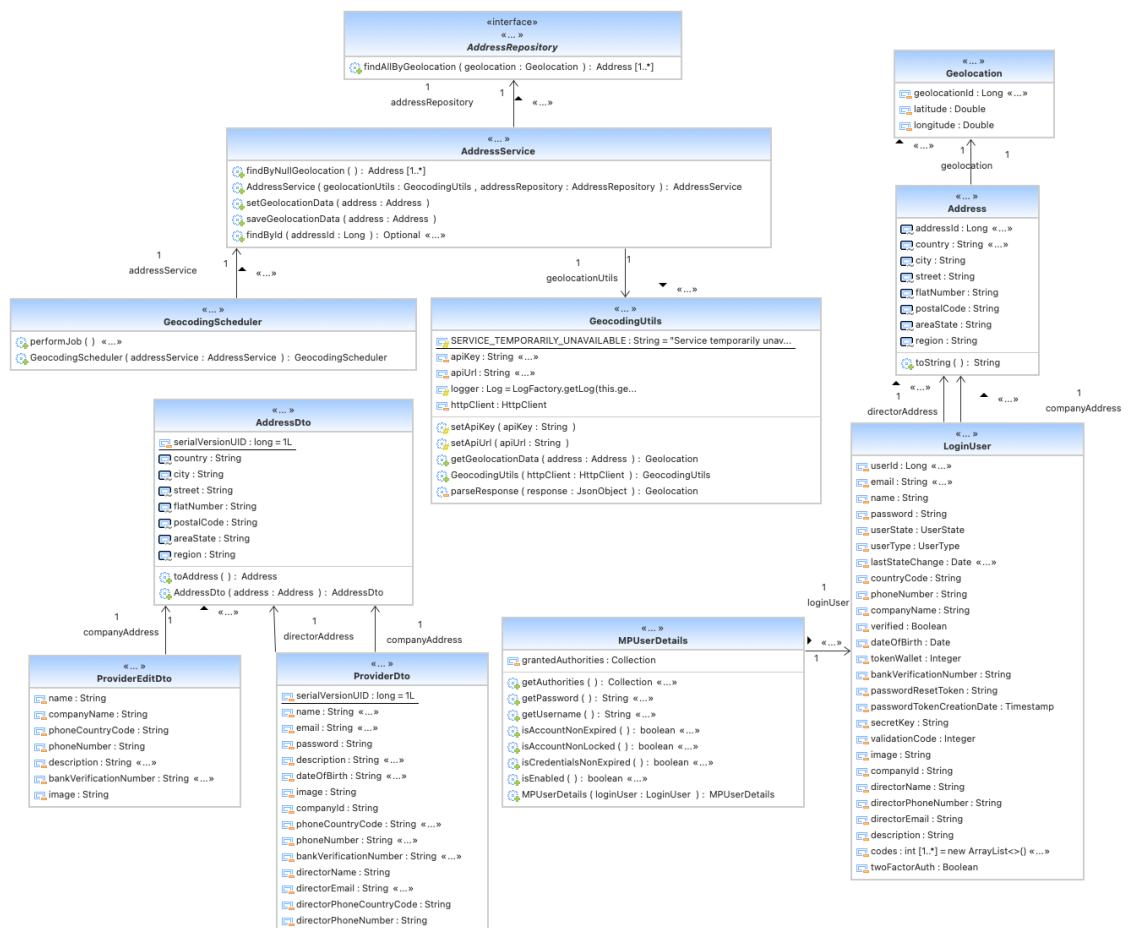 «interface»
«... »
AddressRepository
findAllByGeolocation ( geolocation : Geolocation ) : Address [1..*]
1
addressRepository
1
«...»
«... »
Geolocation
geolocationId : Long «...»
latitude : Double
longitude : Double
«...»
1
1
geolocation
«... »
AddressService
findByNullGeolocation ( ) : Address [1..*]
AddressService ( geolocationUtils : GeocodingUtils , addressRepository : AddressRepository ) : AddressService
setGeolocationData ( address : Address )
saveGeolocationData ( address : Address )
findById ( addressId : Long ) : Optional «...»
«... »
Address
addressId : Long «...»
country : String «...»
city : String
street : String
flatNumber : String
postalCode : String
areaState : String
region : String
toString ( ) : String
1
addressService
1
«...»
1
geolocationUtils
1
«...»
«... »
GeocodingScheduler
performJob ( ) «...»
GeocodingScheduler ( addressService : AddressService ) : GeocodingScheduler
«... »
GeocodingUtils
SERVICE_TEMPORARILY_UNAVAILABLE : String = "Service temporarily unav...
apiKey : String «...»
apiUrl : String «...»
logger : Log = LogFactory.getLog(this.ge...
httpClient : HttpClient
setApiKey ( apiKey : String )
setApiUrl ( apiUrl : String )
getGeolocationData ( address : Address ) : Geolocation
GeocodingUtils ( httpClient : HttpClient ) : GeocodingUtils
parseResponse ( response : JsonObject ) : Geolocation
«...»
1
directorAddress
«...»
1
companyAddress
«... »
AddressDto
serialVersionUID : long = 1L
country : String
city : String
street : String
flatNumber : String
postalCode : String
areaState : String
region : String
toAddress ( ) : Address
AddressDto ( address : Address ) : AddressDto
«... »
LoginUser
userId : Long «...»
email : String «...»
name : String
password : String
userState : UserState
userType : UserType
lastStateChange : Date «...»
countryCode : String
phoneNumber : String
companyName : String
verified : Boolean
dateOfBirth : Date
tokenWallet : Integer
bankVerificationNumber : String
passwordResetToken : String
passwordTokenCreationDate : Timestamp
secretKey : String
validationCode : Integer
image : String
companyId : String
directorName : String
directorPhoneNumber : String
directorEmail : String
description : String
codes : int [1..*] = new ArrayList<>() «...»
twoFactorAuth : Boolean
1
companyAddress
1
«...»
1
directorAddress
1
companyAddress
1
loginUser
«...»
1
«... »
ProviderEditDto
name : String
companyName : String
phoneCountryCode : String
phoneNumber : String
description : String «...»
bankVerificationNumber : String «...»
image : String
«... »
ProviderDto
serialVersionUID : long = 1L
name : String «...»
email : String «...»
password : String
description : String «...»
dateOfBirth : String «...»
image : String
companyId : String
phoneCountryCode : String «...»
phoneNumber : String «...»
bankVerificationNumber : String «...»
directorName : String
directorEmail : String «...»
directorPhoneCountryCode : String
directorPhoneNumber : String
«... »
MPUserDetails
grantedAuthorities : Collection
getAuthorities ( ) : Collection «...»
getPassword ( ) : String «...»
getUsername ( ) : String «...»
isAccountNonExpired ( ) : boolean «...»
isAccountNonLocked ( ) : boolean «...»
isCredentialsNonExpired ( ) : boolean «...»
isEnabled ( ) : boolean «...»
MPUserDetails ( loginUser : LoginUser ) : MPUserDetails